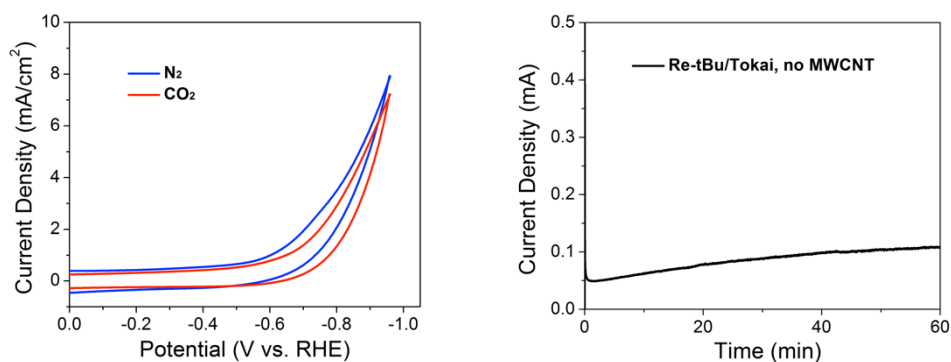 10
8
6
4
2
0
Current Density (mA/cm²)
N₂
CO₂
0.0 -0.2 -0.4 -0.6 -0.8 -1.0
Potential (V vs. RHE)
0.5
0.4
0.3
0.2
0.1
0.0
Current Density (mA)
Re-tBu/Tokai, no MWCNT
0 20 40 60
Time (min)